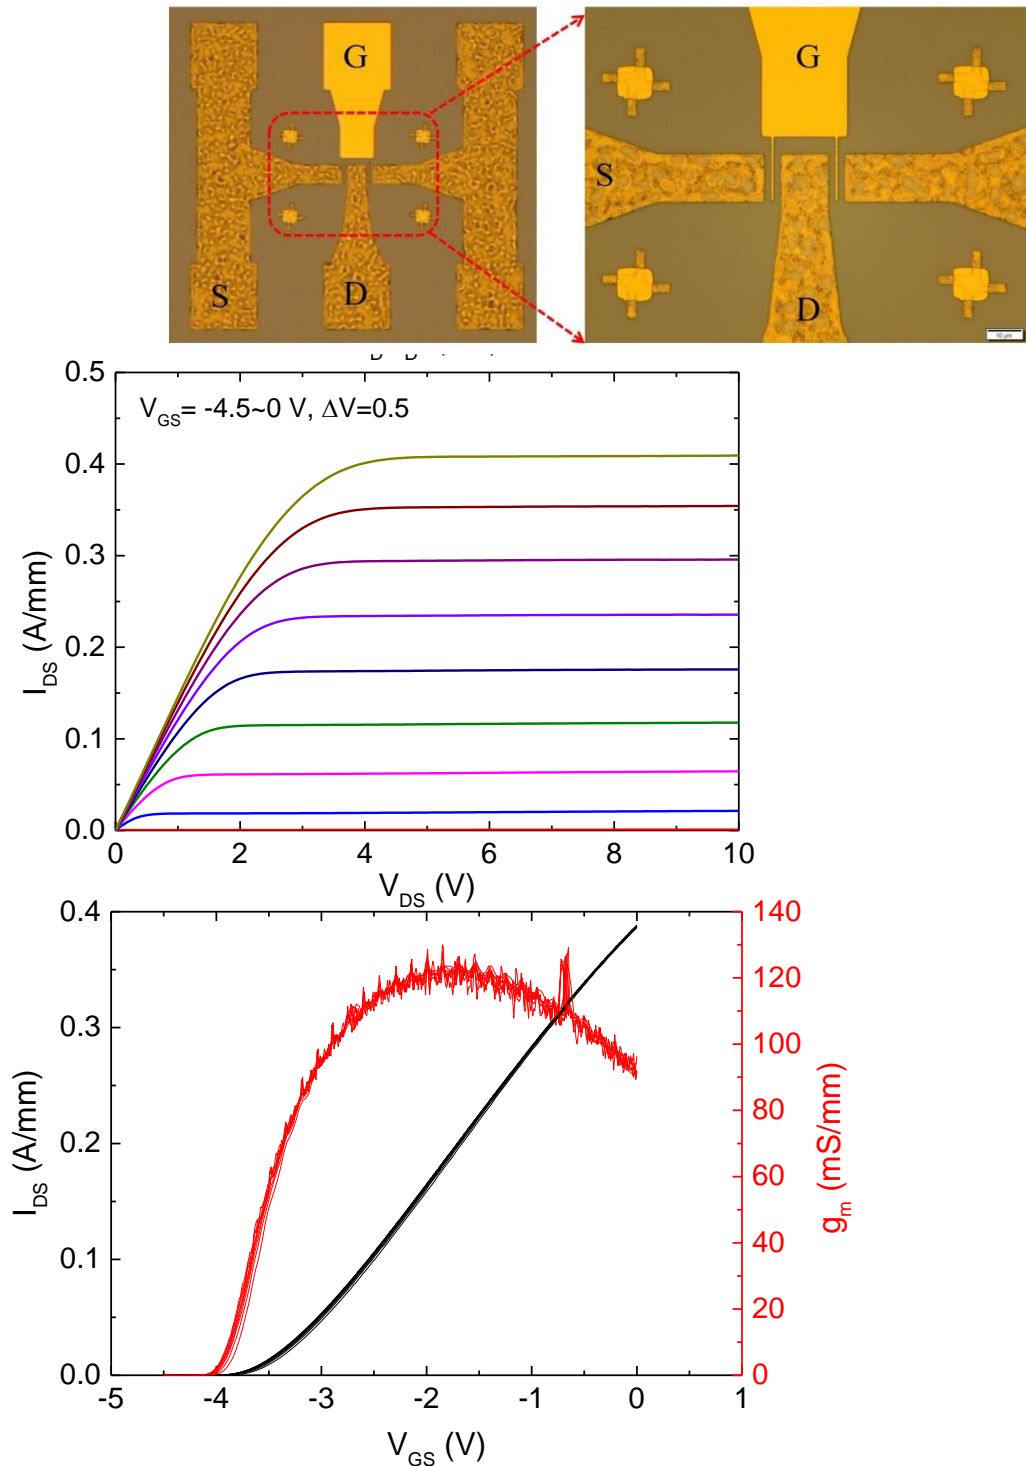 G
S
D
G
S
D
10 μm
V_GS= -4.5~0 V, ΔV=0.5
0.5
0.4
0.3
0.2
0.1
0.0
I_DS (A/mm)
0 2 4 6 8 10
V_DS (V)
0.4
0.3
0.2
0.1
0.0
I_DS (A/mm)
140
120
100
80
60
40
20
0
g_m (mS/mm)
-5 -4 -3 -2 -1 0 1
V_GS (V)